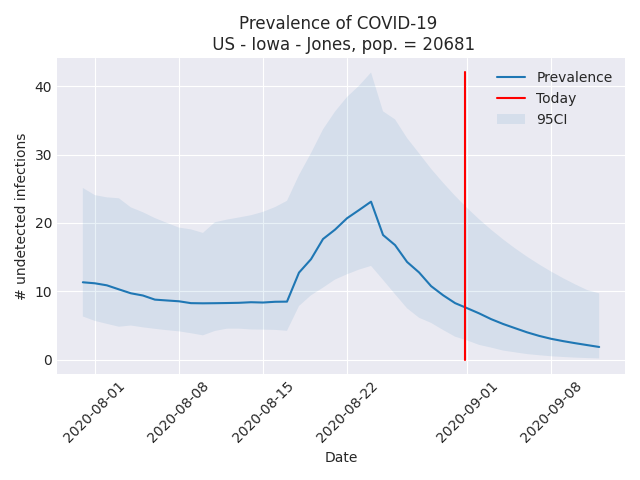 Prevalence of COVID-19
US - Iowa - Jones, pop. = 20681
Prevalence
Today
95CI
# undetected infections
40
30
20
10
0
2020-08-01
2020-08-08
2020-08-15
2020-08-22
2020-09-01
2020-09-08
Date